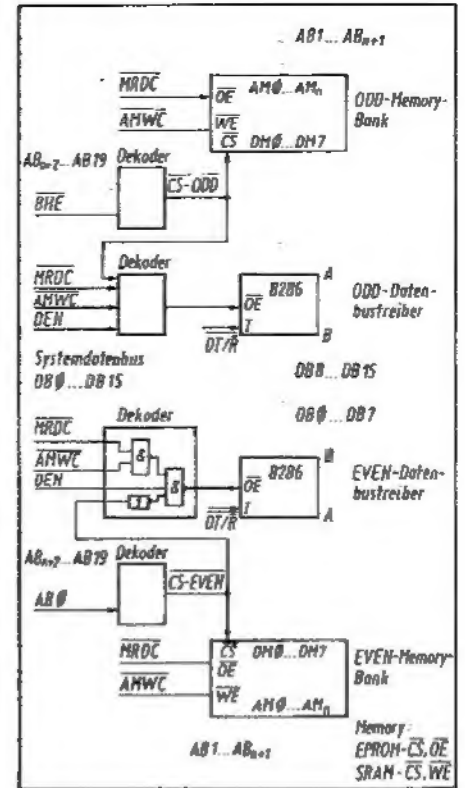 AB1...ABn+1
MRDC
OE AMØ...AMn
ODD-Memory-
Bank
AMWC
WE
CS DMØ...DM7
ABn+2...AB19 Dekoder
CS-ODD
BHE
Dekoder
MRDC
AMWC
DEN
8286
OE
T
A
B
ODD-Daten-
bustreiber
DT/R
Systemdatenbus
DBØ...DB15
DB8...DB15
DBØ...DB7
Dekoder
MRDC
AMWC
DEN
&
&
1
8286
OE
T
B
A
EVEN-Daten-
bustreiber
DT/R
ABn+2...AB19 Dekoder
CS-EVEN
ABØ
MRDC
AMWC
CS DMØ...DM7
OE
WE
AMØ...AMn
EVEN-Memory-
Bank
AB1...ABn+1
Memory:
EPROM-CS,OE
SRAM-CS,WE